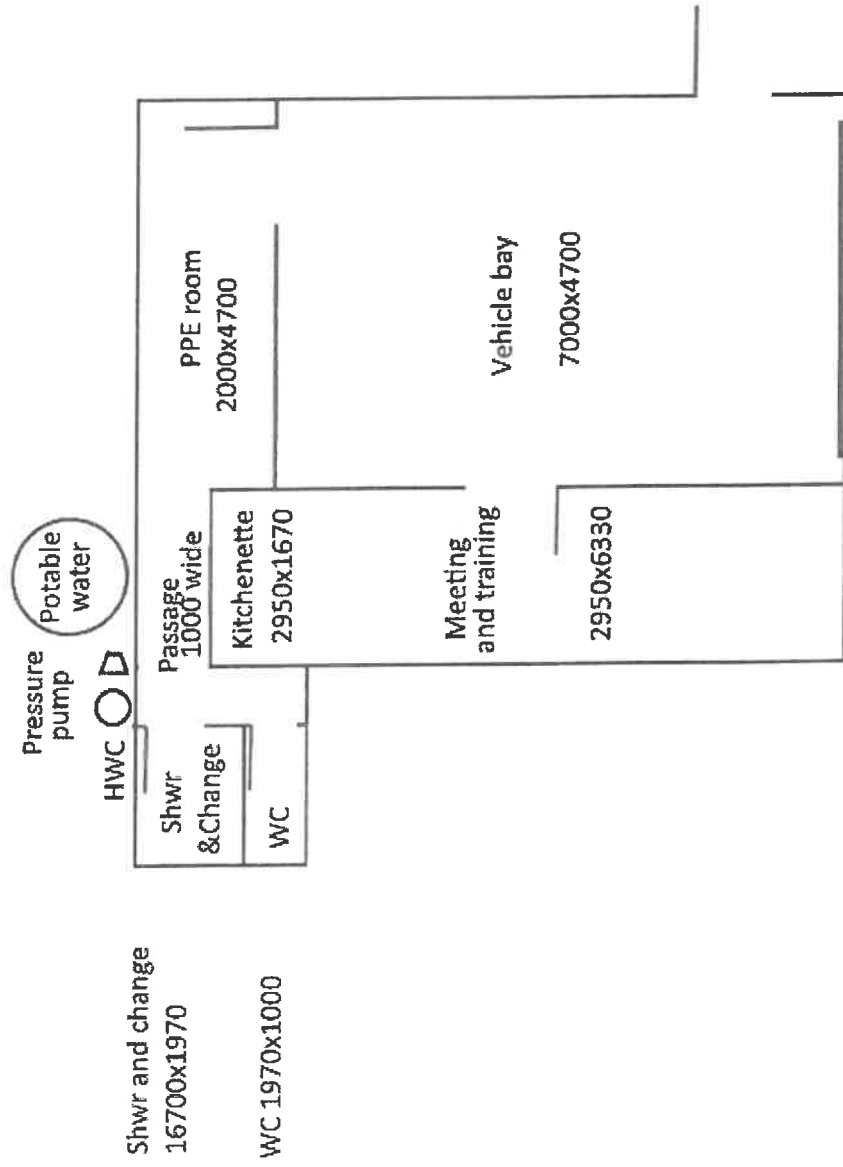 Shwr and change
16700x1970
WC 1970x1000
Pressure
pump
HWC
Potable
water
Shwr
&Change
WC
Passage
1000 wide
Kitchenette
2950x1670
PPE room
2000x4700
Meeting
and training
2950x6330
Vehicle bay
7000x4700